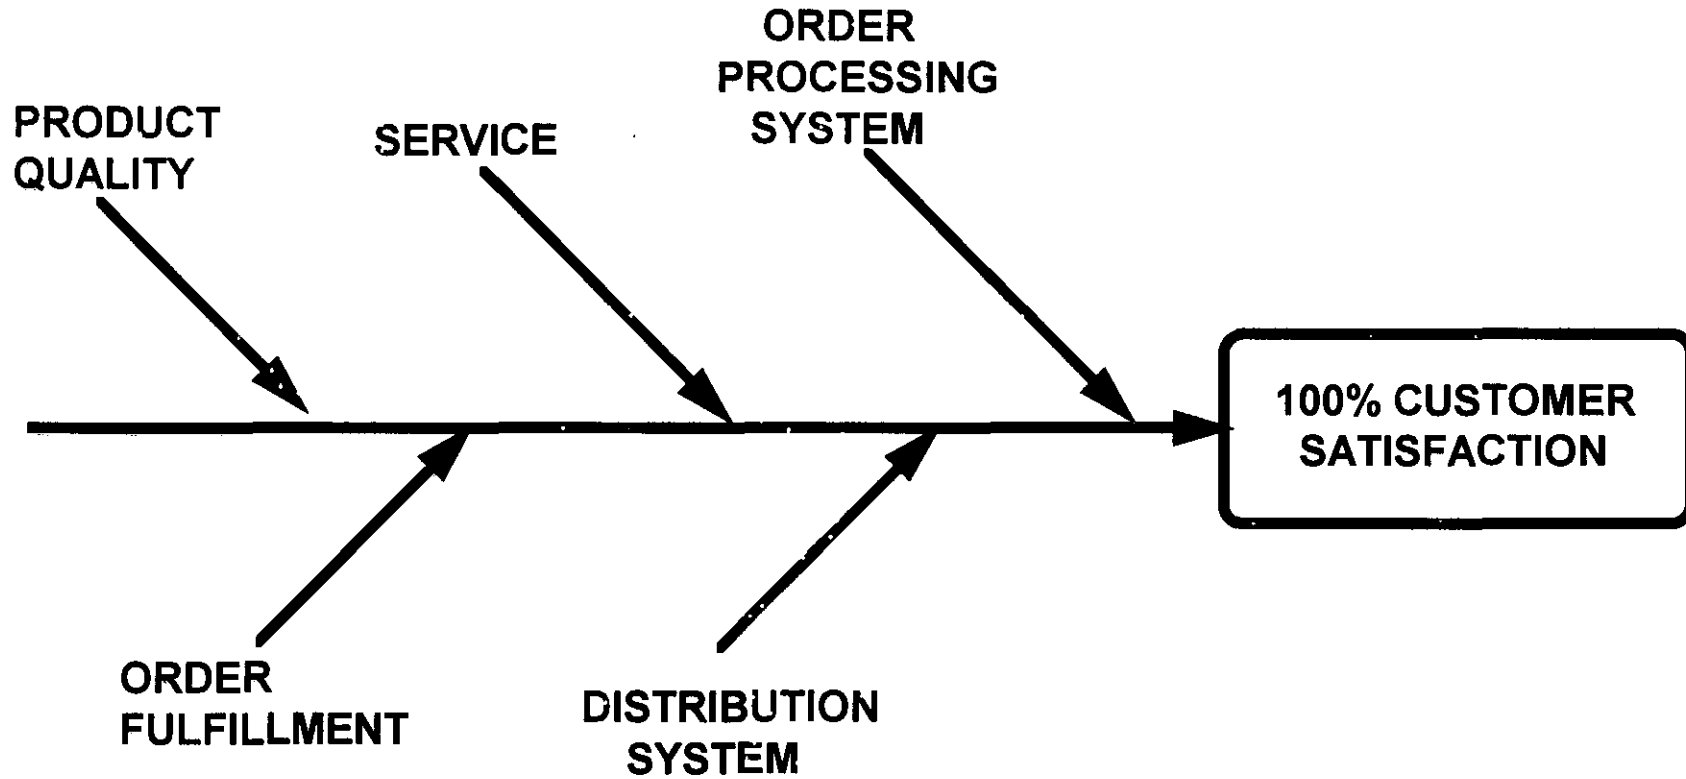 ORDER
PROCESSING
SYSTEM
PRODUCT
QUALITY
SERVICE
100% CUSTOMER
SATISFACTION
ORDER
FULFILLMENT
DISTRIBUTION
SYSTEM